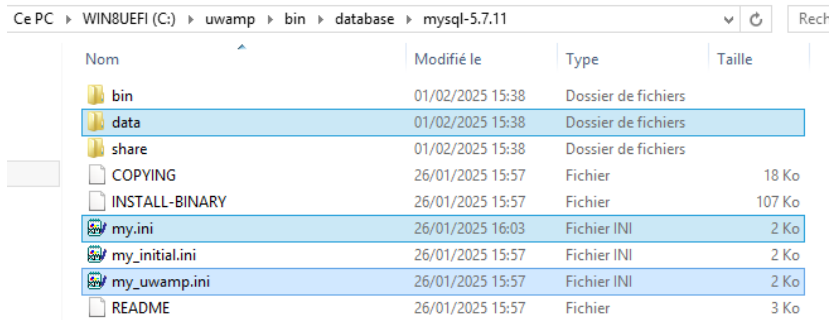 Ce PC ▸ WIN8UEFI (C:) ▸ uwamp ▸ bin ▸ database ▸ mysql-5.7.11 Rech
Nom Modifié le Type Taille
bin 01/02/2025 15:38 Dossier de fichiers
data 01/02/2025 15:38 Dossier de fichiers
share 01/02/2025 15:38 Dossier de fichiers
COPYING 26/01/2025 15:57 Fichier 18 Ko
INSTALL-BINARY 26/01/2025 15:57 Fichier 107 Ko
my.ini 26/01/2025 16:03 Fichier INI 2 Ko
my_initial.ini 26/01/2025 15:57 Fichier INI 2 Ko
my_uwamp.ini 26/01/2025 15:57 Fichier INI 2 Ko
README 26/01/2025 15:57 Fichier 3 Ko